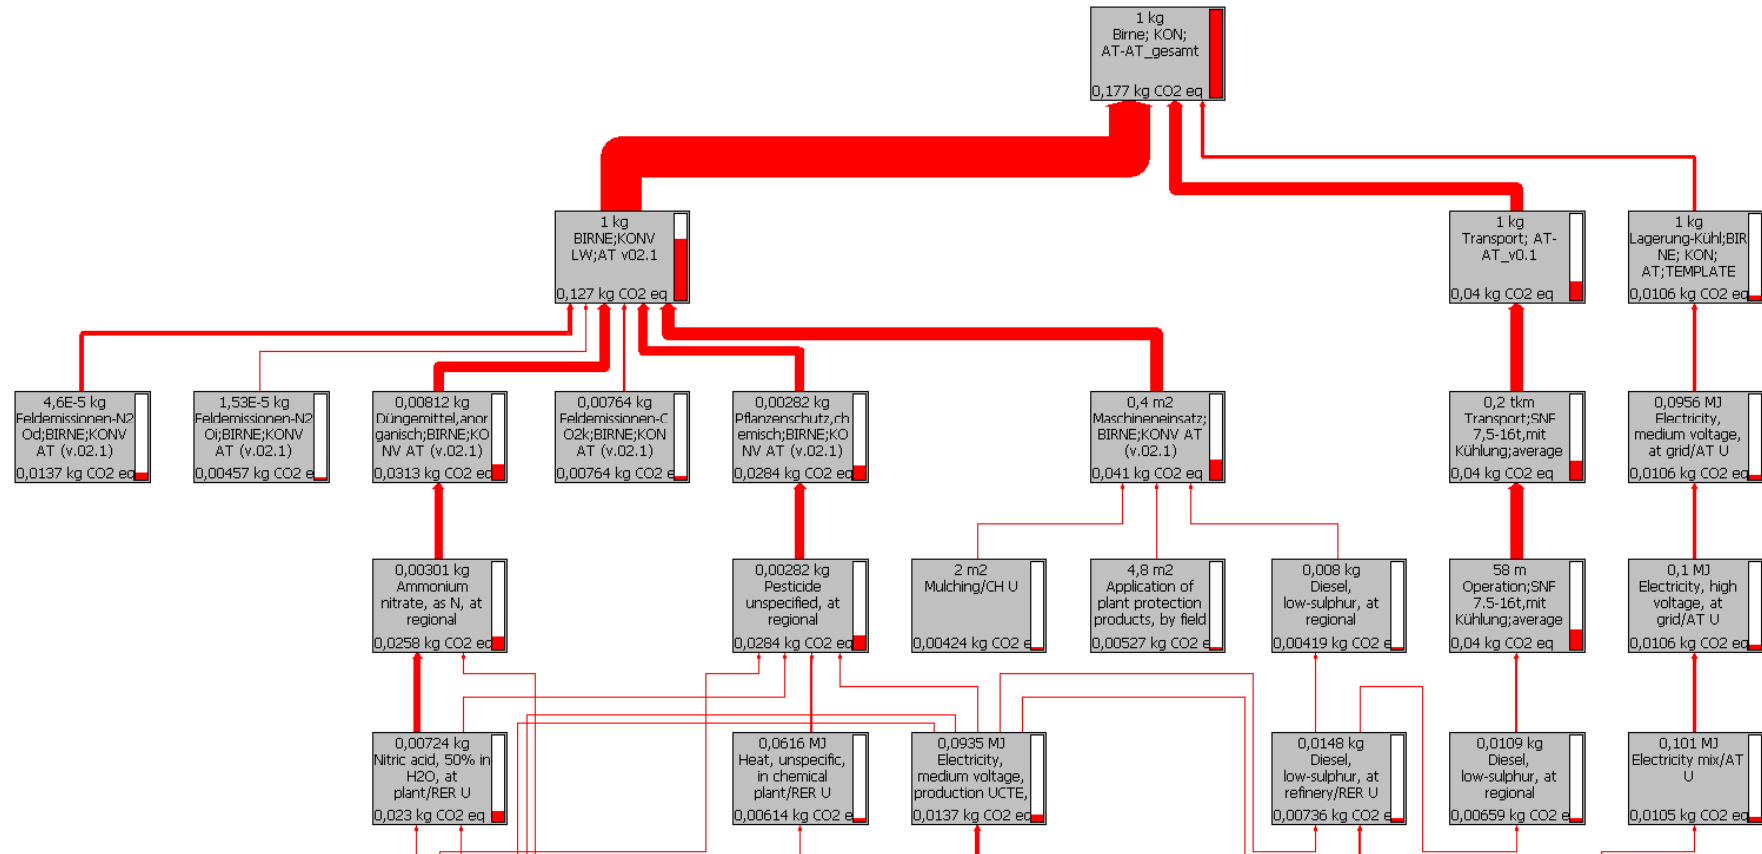 1 kg
Birne; KON;
AT-AT_gesamt
0,177 kg CO2 eq
1 kg
BIRNE;KONV
LW;AT v02.1
0,127 kg CO2 eq
1 kg
Transport; AT-
AT_v0.1
0,04 kg CO2 eq
1 kg
Lagerung-Kühl;BIR
NE; KON;
AT;TEMPLATE
0,0106 kg CO2 eq
4,6E-5 kg
Feldemissionen-N2
Od;BIRNE;KONV
AT (v.02.1)
0,0137 kg CO2 eq
1,53E-5 kg
Feldemissionen-N2
Oi;BIRNE;KONV
AT (v.02.1)
0,00457 kg CO2 e
0,00812 kg
Düngemittel,anor
ganisch;BIRNE;KO
NV AT (v.02.1)
0,0313 kg CO2 eq
0,00764 kg
Feldemissionen-C
O2k;BIRNE;KON
AT (v.02.1)
0,00764 kg CO2 e
0,00282 kg
Pflanzenschutz,ch
emisch;BIRNE;KO
NV AT (v.02.1)
0,0284 kg CO2 eq
0,4 m2
Maschineneinsatz;
BIRNE;KONV AT
(v.02.1)
0,041 kg CO2 eq
0,2 tkm
Transport;SNF
7,5-16t,mit
Kühlung;average
0,04 kg CO2 eq
0,0956 MJ
Electricity,
medium voltage,
at grid/AT U
0,0106 kg CO2 eq
0,00301 kg
Ammonium
nitrate, as N, at
regional
0,0258 kg CO2 eq
0,00282 kg
Pesticide
unspecified, at
regional
0,0284 kg CO2 eq
2 m2
Mulching/CH U
0,00424 kg CO2 e
4,8 m2
Application of
plant protection
products, by field
0,00527 kg CO2 e
0,008 kg
Diesel,
low-sulphur, at
regional
0,00419 kg CO2 e
58 m
Operation;SNF
7.5-16t,mit
Kühlung;average
0,04 kg CO2 eq
0,1 MJ
Electricity, high
voltage, at
grid/AT U
0,0106 kg CO2 eq
0,00724 kg
Nitric acid, 50% in
H2O, at
plant/RER U
0,023 kg CO2 eq
0,0616 MJ
Heat, unspecific,
in chemical
plant/RER U
0,00614 kg CO2 e
0,0935 MJ
Electricity,
medium voltage,
production UCTE,
0,0137 kg CO2 eq
0,0148 kg
Diesel,
low-sulphur, at
refinery/RER U
0,00736 kg CO2 e
0,0109 kg
Diesel,
low-sulphur, at
regional
0,00659 kg CO2 e
0,101 MJ
Electricity mix/AT
U
0,0105 kg CO2 eq